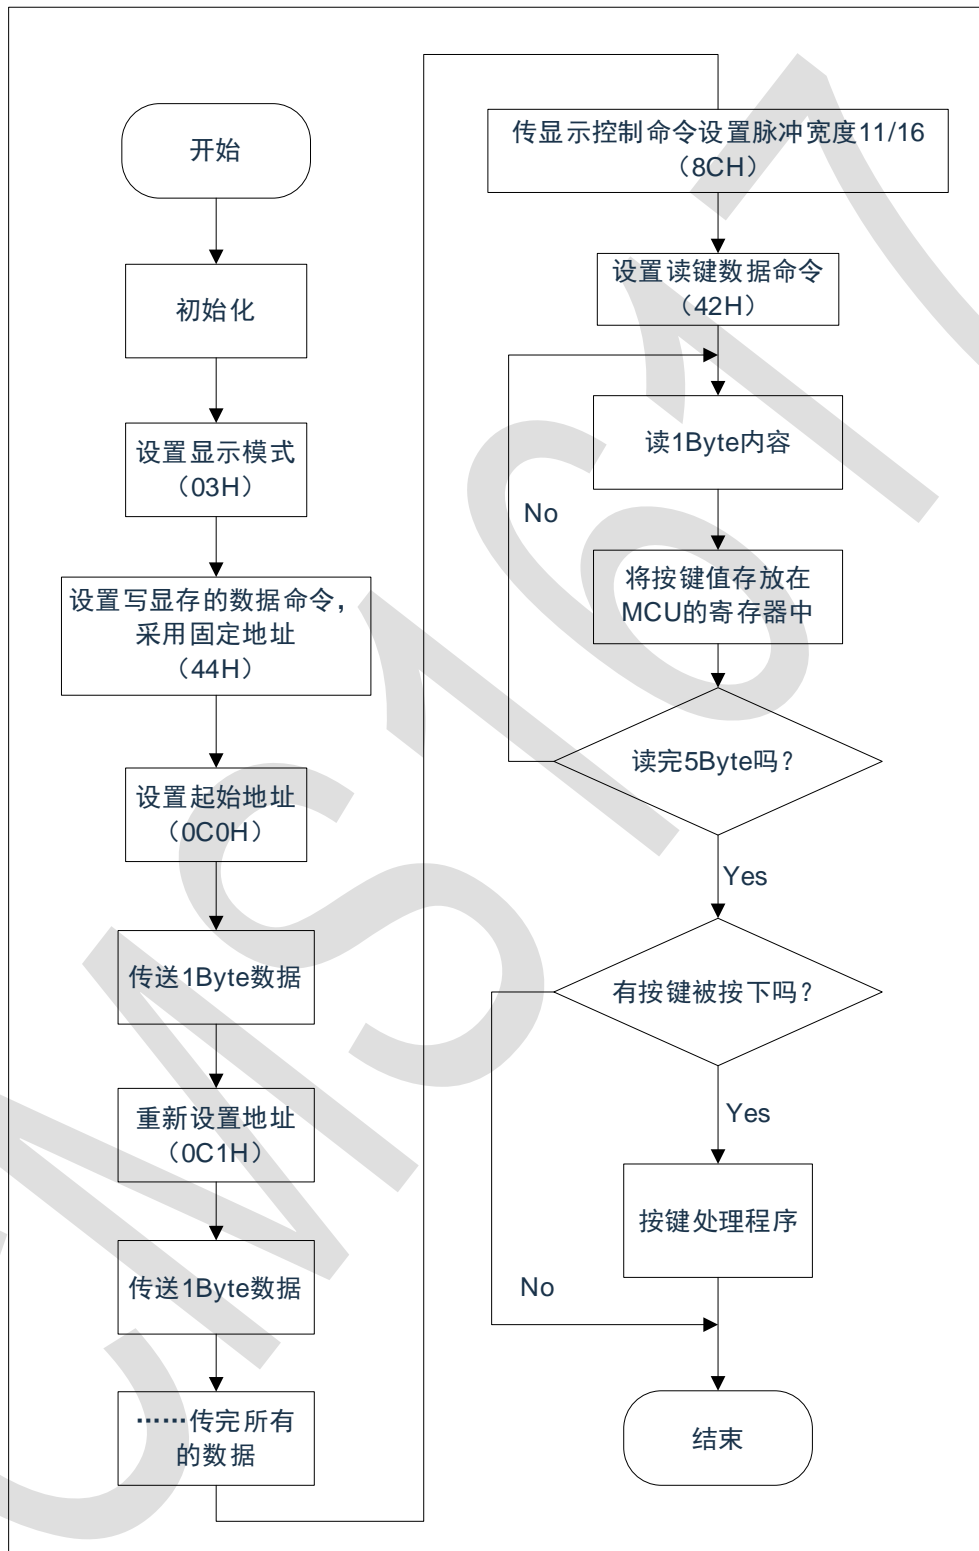 开始
初始化
设置显示模式
（03H）
设置写显存的数据命令，
采用固定地址
（44H）
设置起始地址
（0C0H）
传送1Byte数据
重新设置地址
（0C1H）
传送1Byte数据
……传完所有
的数据
传显示控制命令设置脉冲宽度11/16
（8CH）
设置读键数据命令
（42H）
读1Byte内容
No
将按键值存放在
MCU的寄存器中
读完5Byte吗？
Yes
有按键被按下吗？
Yes
按键处理程序
No
结束
CMS1617